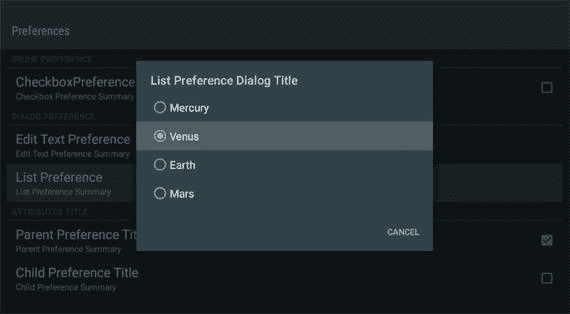 Preferences
INLINE PREFERENCE
CheckboxPreference
Checkbox Preference Summary
DIALOG PREFERENCE
Edit Text Preference
Edit Text Preference Summary
List Preference
List Preference Summary
ATTRIBUTES TITLE
Parent Preference Tit
Parent Preference Summary
Child Preference Title
Child Preference Summary
List Preference Dialog Title
Mercury
Venus
Earth
Mars
CANCEL